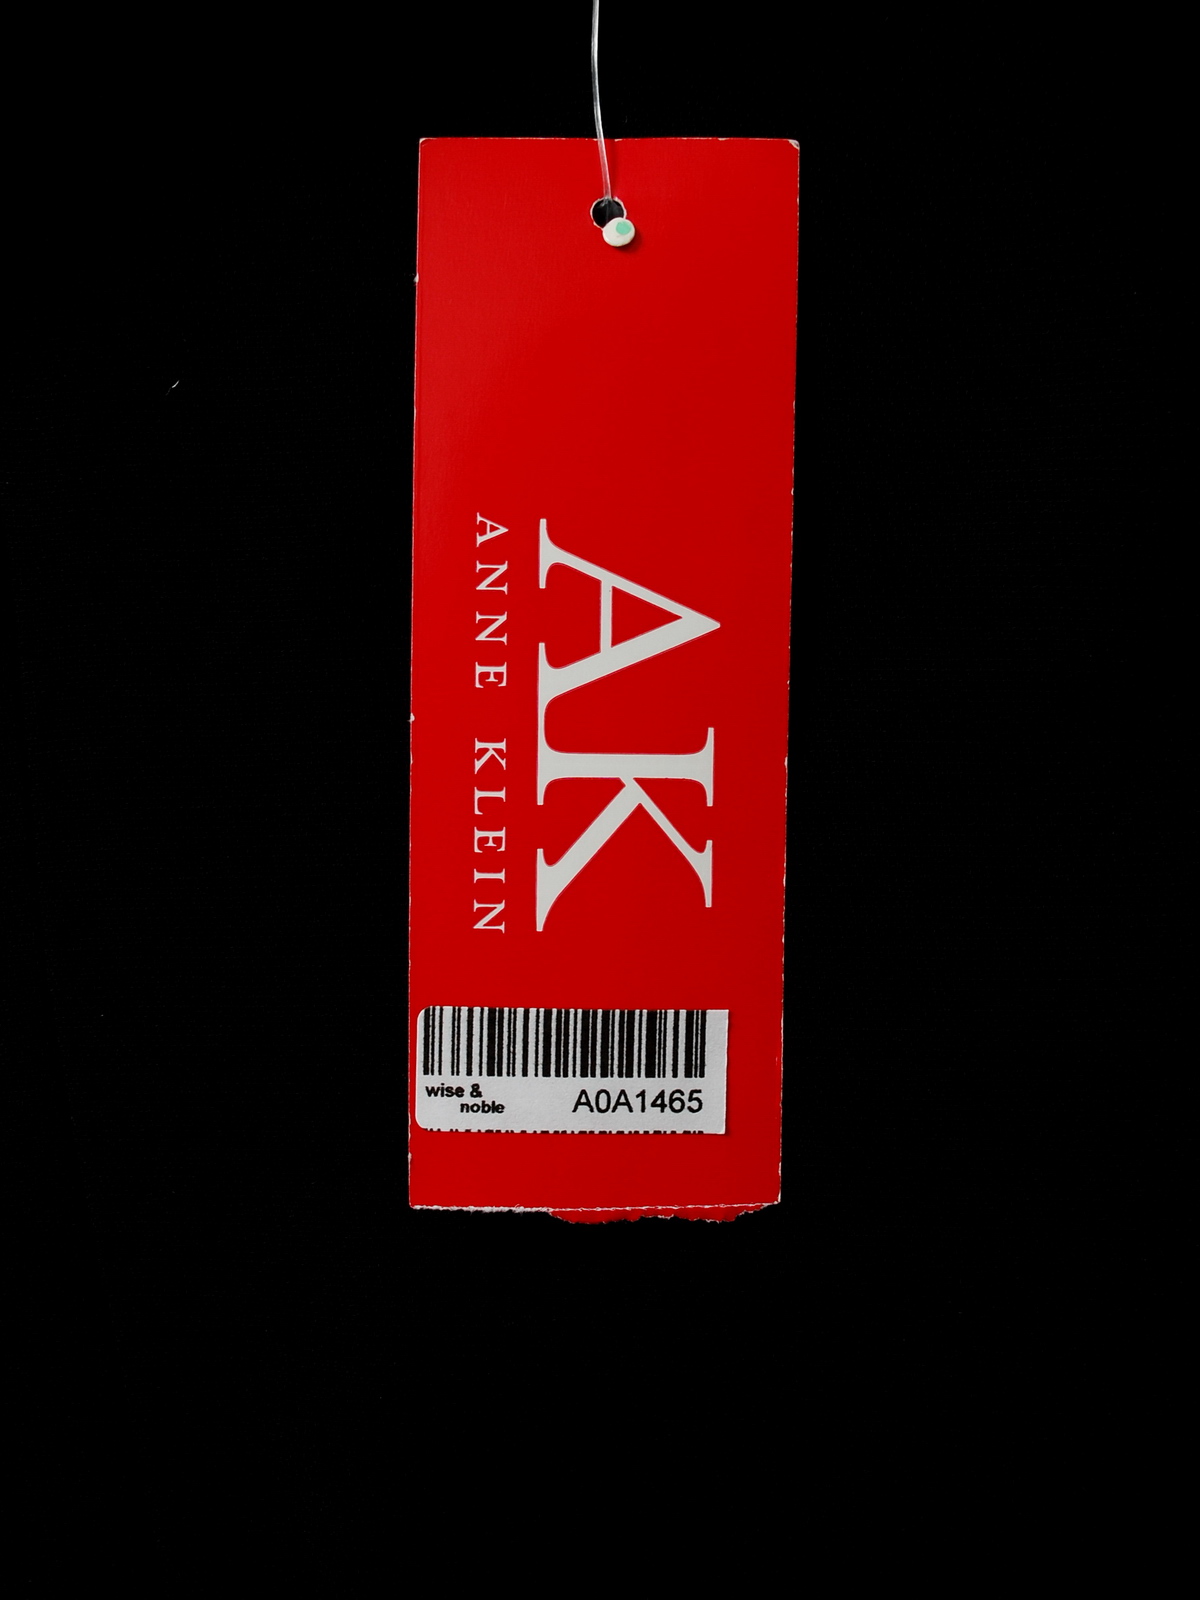 AK
ANNE KLEIN
wise &
noble
A0A1465